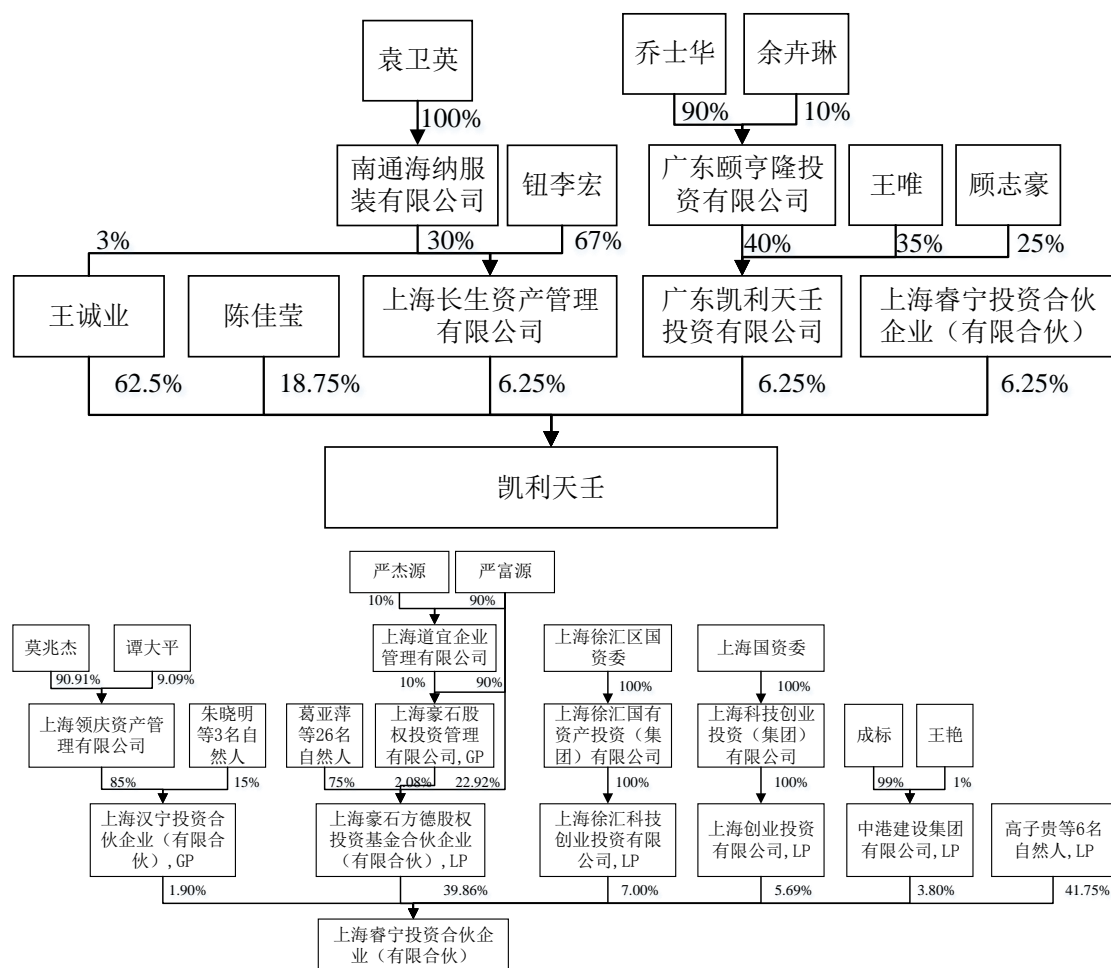 袁卫英
乔士华
余卉琳
100%
90%
10%
南通海纳服
装有限公司
钮李宏
广东颐亨隆投
资有限公司
王唯
顾志豪
3%
30%
67%
40%
35%
25%
王诚业
陈佳莹
上海长生资产管理
有限公司
广东凯利天壬
投资有限公司
上海睿宁投资合伙
企业（有限合伙）
62.5%
18.75%
6.25%
6.25%
6.25%
凯利天壬
严杰源
严富源
10%
90%
莫兆杰
谭大平
上海道宜企业
管理有限公司
上海徐汇区国
资委
上海国资委
90.91%
9.09%
10%
90%
100%
100%
上海领庆资产管
理有限公司
朱晓明
等3名自
然人
葛亚萍
等26名
自然人
上海豪石股
权投资管理
有限公司,GP
上海徐汇国有
资产投资（集
团）有限公司
上海科技创业
投资（集团）
有限公司
成标
王艳
85%
15%
75%
2.08%
22.92%
100%
100%
99%
1%
上海汉宁投资合
伙企业（有限合
伙）,GP
上海豪石方德股权
投资基金合伙企业
（有限合伙）,LP
上海徐汇科技
创业投资有限
公司,LP
上海创业投资
有限公司,LP
中港建设集团
有限公司,LP
高子贵等6名
自然人,LP
1.90%
39.86%
7.00%
5.69%
3.80%
41.75%
上海睿宁投资合伙企
业（有限合伙）